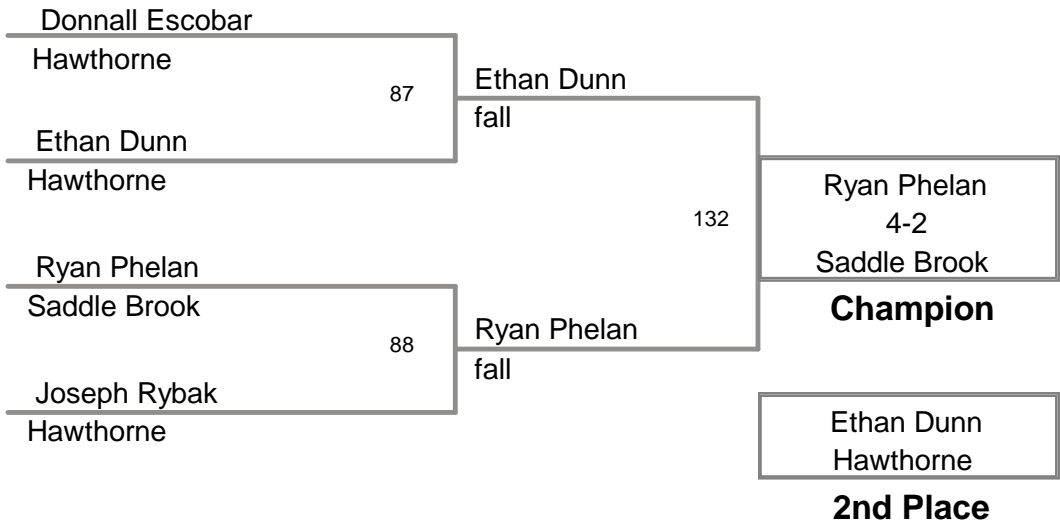 Donnall Escobar
Hawthorne
87
Ethan Dunn
Hawthorne
Ethan Dunn
fall
Ryan Phelan
Saddle Brook
88
Joseph Rybak
Hawthorne
Ryan Phelan
fall
132
Ryan Phelan
4-2
Saddle Brook
Champion
Ethan Dunn
Hawthorne
2nd Place